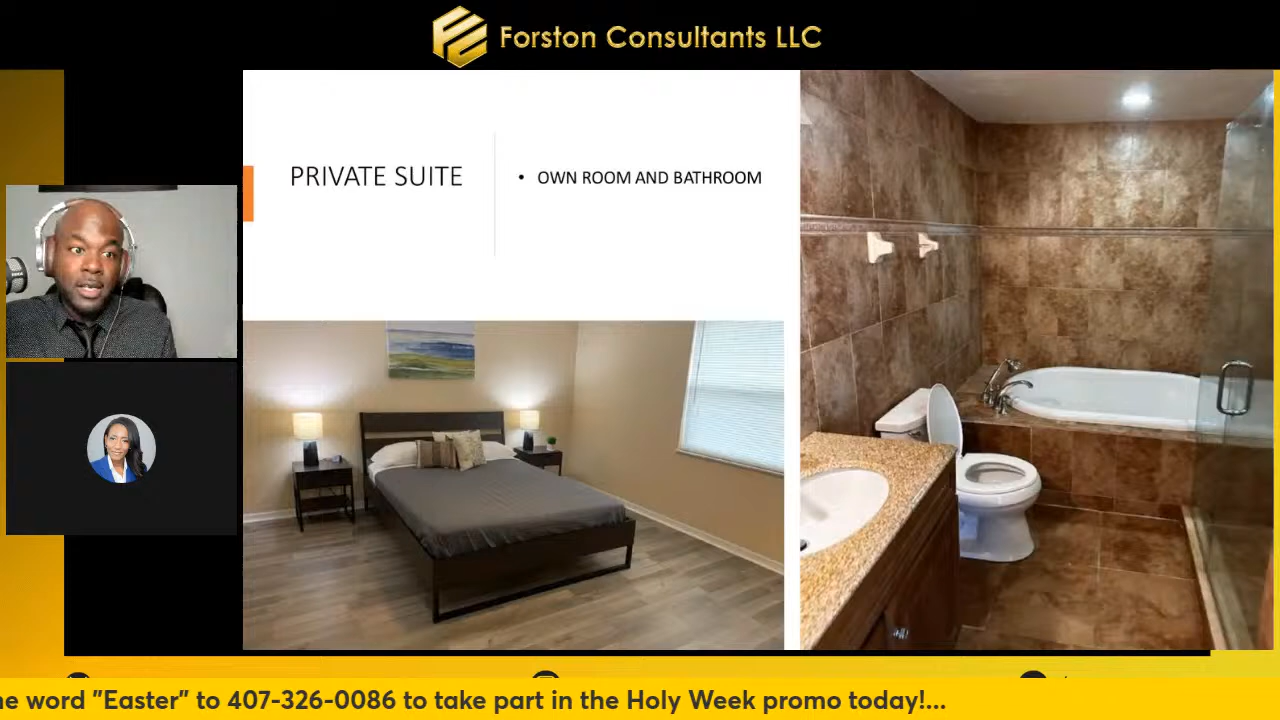 Forston Consultants LLC
PRIVATE SUITE
• OWN ROOM AND BATHROOM
word "Easter" to 407-326-0086 to take part in the Holy Week promo today!...